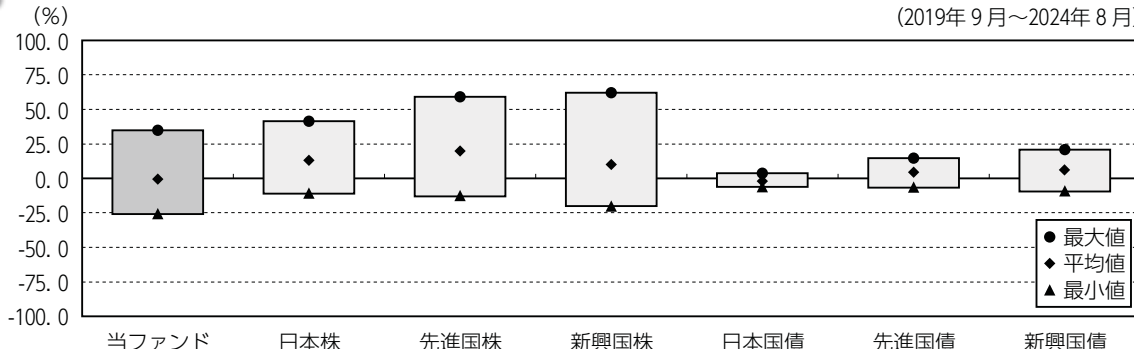 （%）
（2019年9月～2024年8月）
100.0
75.0
50.0
25.0
0.0
-25.0
-50.0
-75.0
-100.0
● 最大値
◆ 平均値
▲ 最小値
当ファンド 日本株 先進国株 新興国株 日本国債 先進国債 新興国債